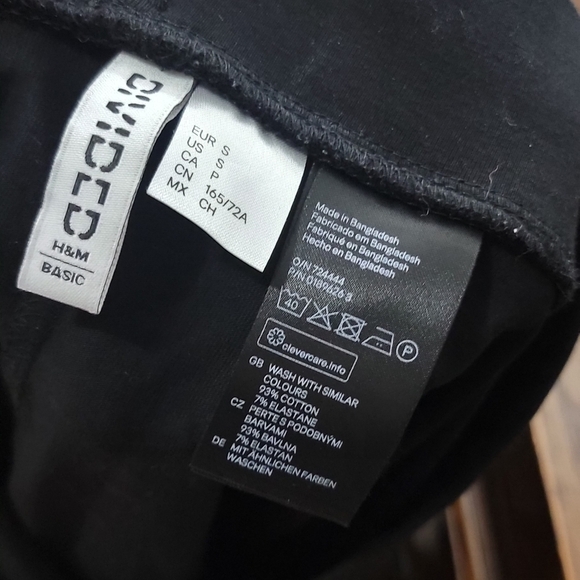 DIVIDED
H&M
BASIC
EUR S
US S
CA P
CN 165/72A
MX CH
Made in Bangladesh
Fabricado en Bangladesh
Fabriqué en Bangladesh
Hecho en Bangladesh
O/N 724444
P/N 0189626-8
40
P
clevercare.info
GB WASH WITH SIMILAR
COLOURS
93% COTTON
7% ELASTANE
CZ PERTE S PODOBNÝMI
BARVAMI
93% BAVLNA
7% ELASTAN
DE MIT ÄHNLICHEN FARBEN
WASCHEN